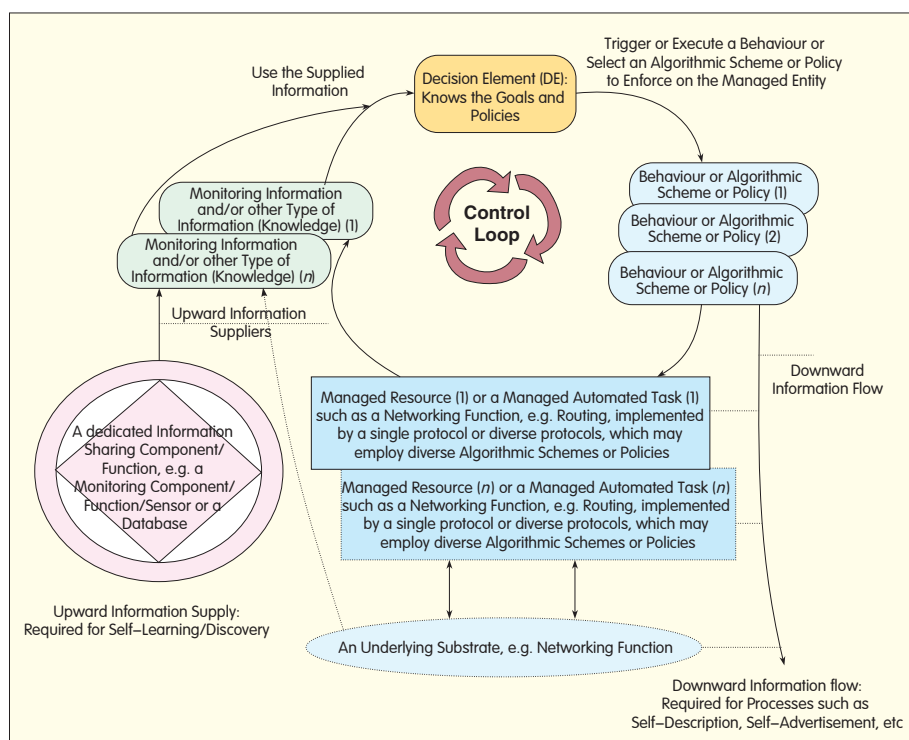 Trigger or Execute a Behaviour or
Select an Algorithmic Scheme or Policy
to Enforce on the Managed Entity
Use the Supplied
Information
Decision Element (DE):
Knows the Goals and
Policies
Monitoring Information
and/or other Type of
Information (Knowledge) (1)
Monitoring Information
and/or other Type of
Information (Knowledge) (n)
Control
Loop
Behaviour or Algorithmic
Scheme or Policy (1)
Behaviour or Algorithmic
Scheme or Policy (2)
Behaviour or Algorithmic
Scheme or Policy (n)
Upward Information
Suppliers
Downward
Information Flow
A dedicated Information
Sharing Component/
Function, e.g. a
Monitoring Component/
Function/Sensor or a
Database
Managed Resource (1) or a Managed Automated Task (1)
such as a Networking Function, e.g. Routing, implemented
by a single protocol or diverse protocols, which may
employ diverse Algorithmic Schemes or Policies
Managed Resource (n) or a Managed Automated Task (n)
such as a Networking Function, e.g. Routing, implemented
by a single protocol or diverse protocols, which may
employ diverse Algorithmic Schemes or Policies
Upward Information Supply:
Required for Self–Learning/Discovery
An Underlying Substrate, e.g. Networking Function
Downward Information flow:
Required for Processes such as
Self–Description, Self–Advertisement, etc